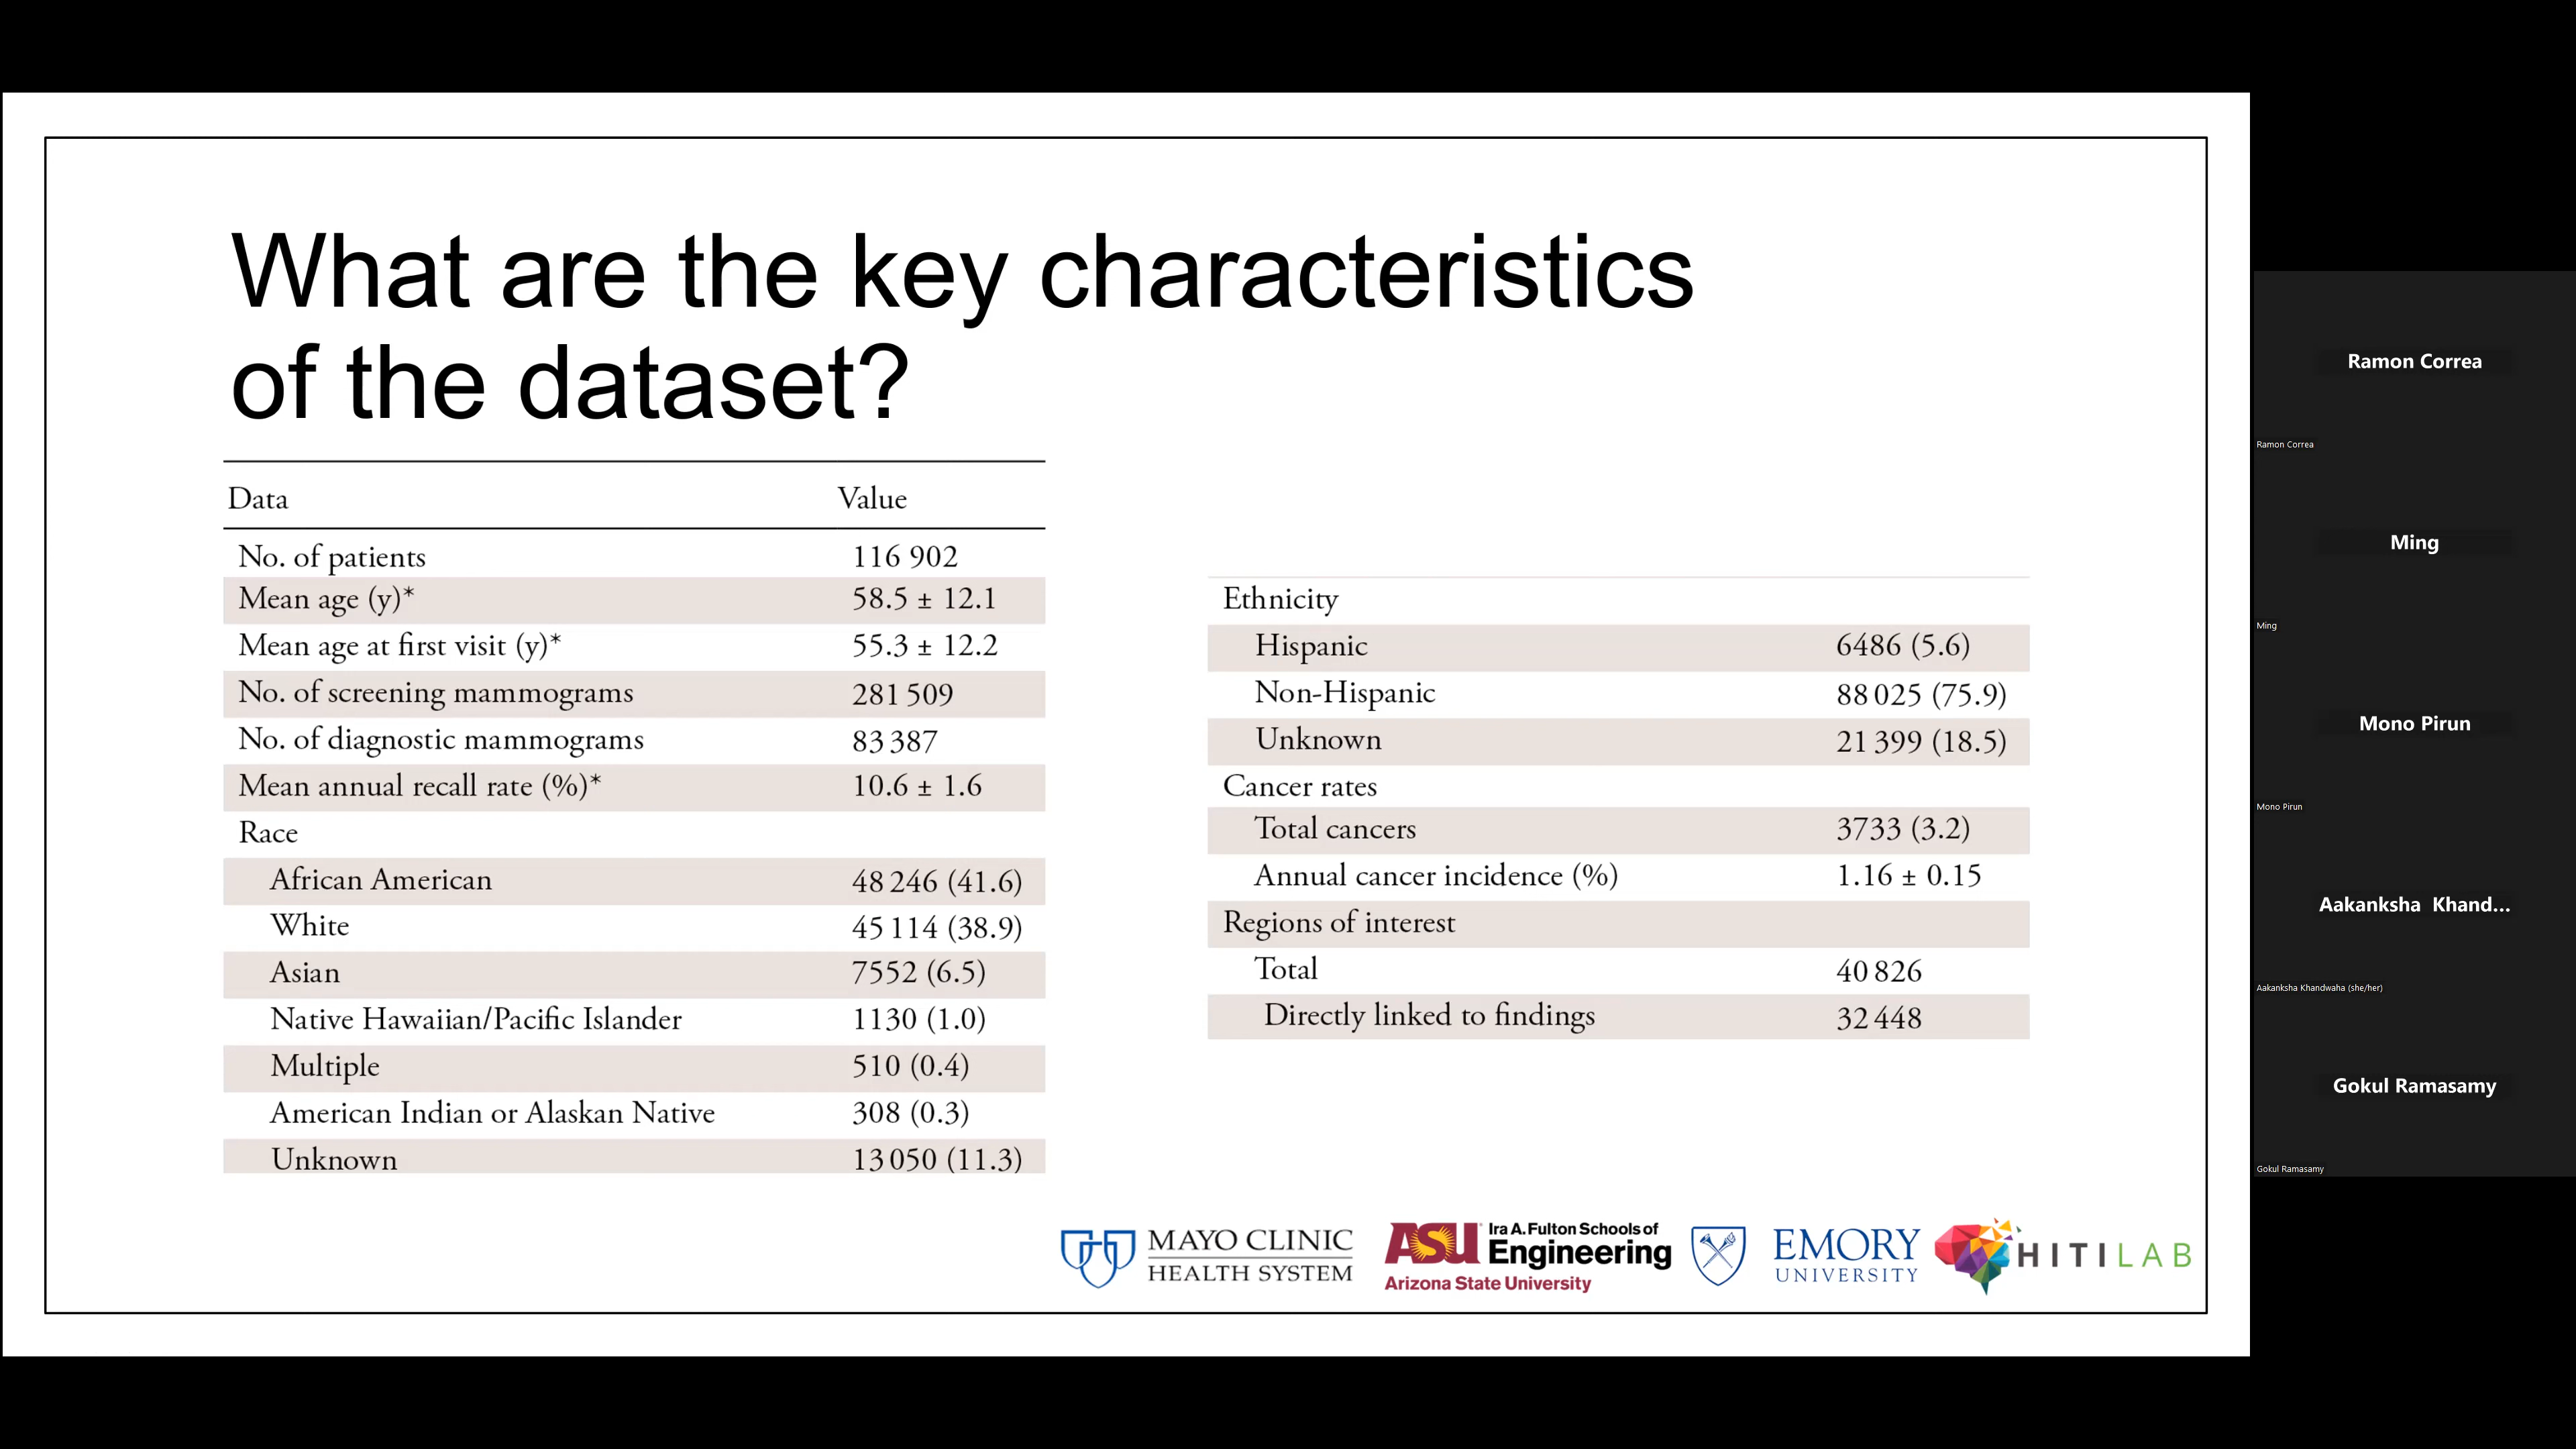 What are the key characteristics
of the dataset?
Data Value
No. of patients 116 902
Mean age (y)* 58.5 ± 12.1
Mean age at first visit (y)* 55.3 ± 12.2
No. of screening mammograms 281 509
No. of diagnostic mammograms 83 387
Mean annual recall rate (%)* 10.6 ± 1.6
Race
African American 48 246 (41.6)
White 45 114 (38.9)
Asian 7552 (6.5)
Native Hawaiian/Pacific Islander 1130 (1.0)
Multiple 510 (0.4)
American Indian or Alaskan Native 308 (0.3)
Unknown 13 050 (11.3)
Ethnicity
Hispanic 6486 (5.6)
Non-Hispanic 88 025 (75.9)
Unknown 21 399 (18.5)
Cancer rates
Total cancers 3733 (3.2)
Annual cancer incidence (%) 1.16 ± 0.15
Regions of interest
Total 40 826
Directly linked to findings 32 448
MAYO CLINIC
HEALTH SYSTEM
ASU Ira A. Fulton Schools of
Engineering
Arizona State University
EMORY
UNIVERSITY
HITILAB
Ramon Correa
Ramon Correa
Ming
Ming
Mono Pirun
Mono Pirun
Aakanksha Khand...
Aakanksha Khandwaha (she/her)
Gokul Ramasamy
Gokul Ramasamy